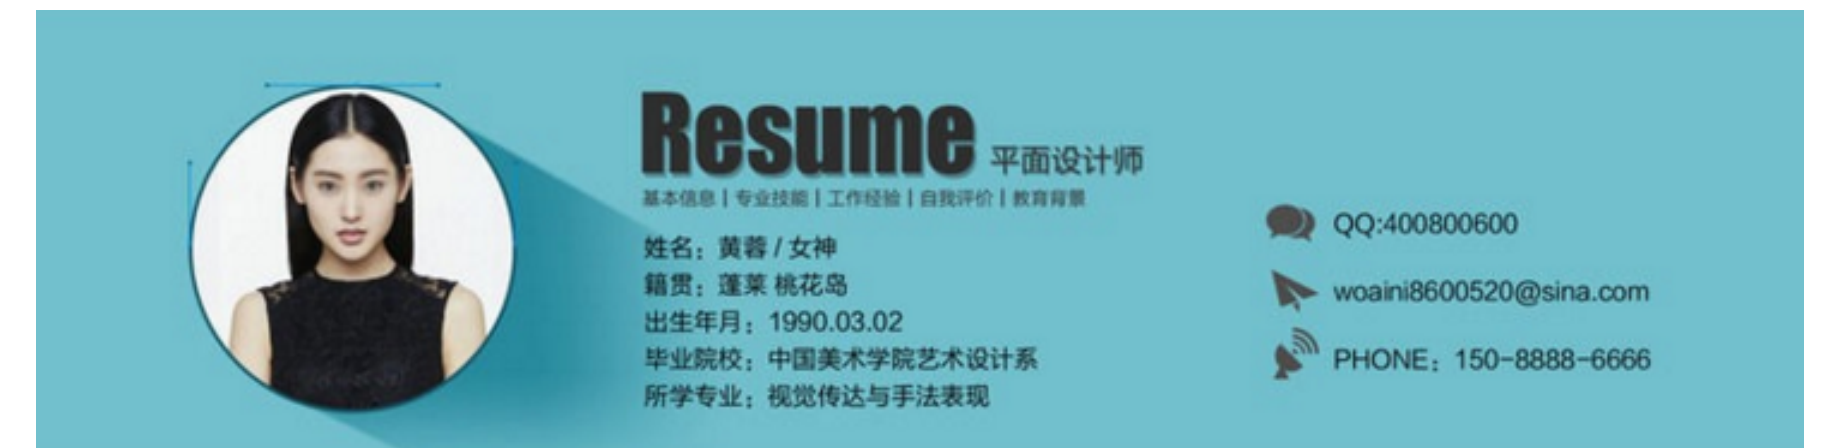 Resume 平面设计师
基本信息 | 专业技能 | 工作经验 | 自我评价 | 教育背景
姓名：黄蓉 / 女神
籍贯：蓬莱 桃花岛
出生年月：1990.03.02
毕业院校：中国美术学院艺术设计系
所学专业：视觉传达与手法表现
QQ:400800600
woaini8600520@sina.com
PHONE：150-8888-6666